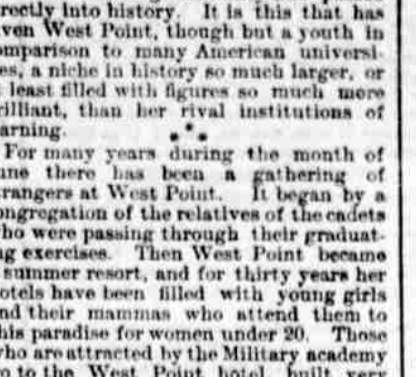 rectly into history. It is this that has
ven West Point, though but a youth in
omparison to many American universi-
es, a niche in history so much larger, or
t least filled with figures so much more
rilliant, than her rival institutions of
arning.
***
For many years during the month of
une there has been a gathering of
trangers at West Point. It began by a
ongregation of the relatives of the cadets
ho were passing through their graduat-
ng exercises. Then West Point became
summer resort, and for thirty years her
otels have been filled with young girls
nd their mammas who attend them to
his paradise for women under 20. Those
ho are attracted by the Military academy
o to the West Point hotel, built very